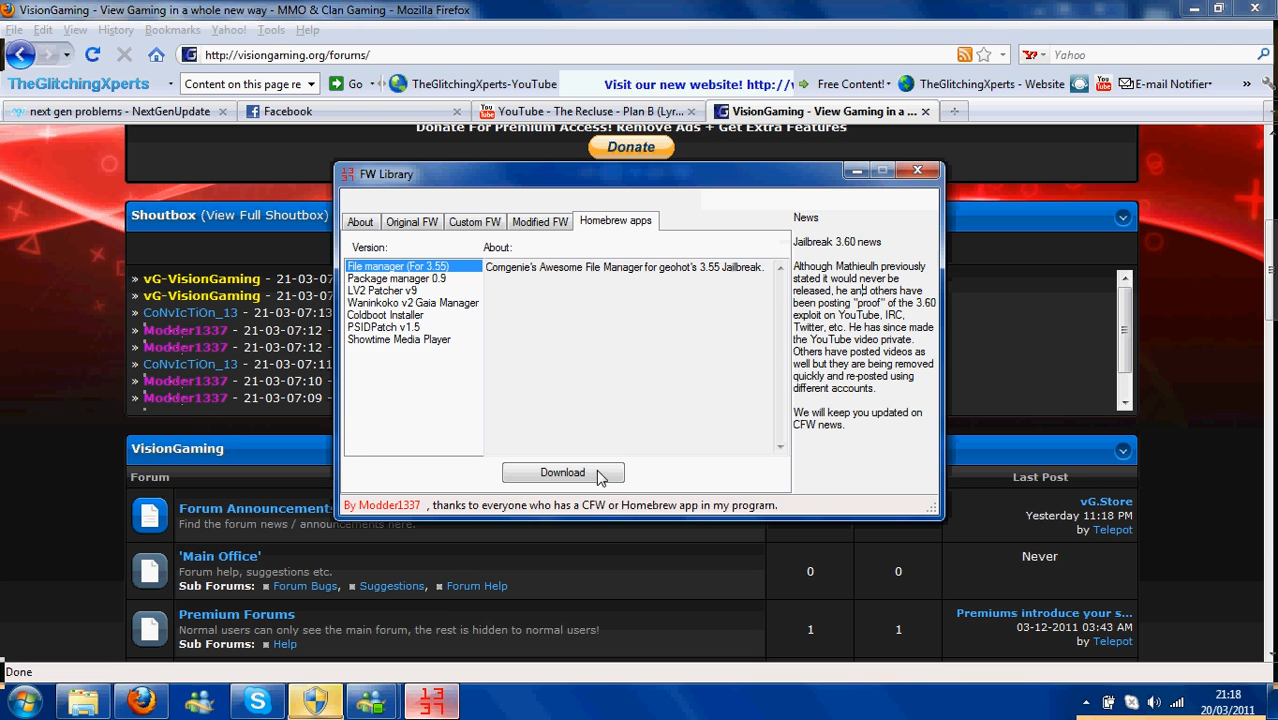 VisionGaming - View Gaming in a whole new way - MMO & Clan Gaming - Mozilla Firefox
File Edit View History Bookmarks Yahoo! Tools Help
http://visiongaming.org/forums/ Yahoo
TheGlitchingXperts Content on this page r Go TheGlitchingXperts-YouTube Visit our new website! http:// Free Content! TheGlitchingXperts - Website E-mail Notifier
next gen problems - NextGenUpdate Facebook YouTube - The Recluse - Plan B (Lyr... VisionGaming - View Gaming in a ...
Donate For Premium Access! Remove Ads + Get Extra Features
Donate
Shoutbox (View Full Shoutbox)
» vG-VisionGaming - 21-03-07:13
» vG-VisionGaming - 21-03-07:13
» CoNvIcTiOn_13 - 21-03-07:13
» Modder1337 - 21-03-07:12
» Modder1337 - 21-03-07:12
» CoNvIcTiOn_13 - 21-03-07:11
» Modder1337 - 21-03-07:10
» Modder1337 - 21-03-07:09
1337 FW Library
About Original FW Custom FW Modified FW Homebrew apps
Version: About:
File manager (For 3.55)
Package manager 0.9
LV2 Patcher v9
Waninkoko v2 Gaia Manager
Coldboot Installer
PSIDPatch v1.5
Showtime Media Player
Comgenie's Awesome File Manager for geohot's 3.55 Jailbreak.
Download
News
Jailbreak 3.60 news
Although Mathieulh previously
stated it would never be
released, he and others have
been posting "proof" of the 3.60
exploit on YouTube, IRC,
Twitter, etc. He has since made
the YouTube video private.
Others have posted videos as
well but they are being removed
quickly and re-posted using
different accounts.
We will keep you updated on
CFW news.
By Modder1337 , thanks to everyone who has a CFW or Homebrew app in my program.
VisionGaming
Forum Last Post
Forum Announcements
Find the forum news / announcements here.
vG.Store
Yesterday 11:18 PM
by Telepot
'Main Office'
Forum help, suggestions etc.
Sub Forums: Forum Bugs, Suggestions, Forum Help
0 0 Never
Premium Forums
Normal users can only see the main forum, the rest is hidden to normal users!
Sub Forums: Help
1 1
Premiums introduce your s...
03-12-2011 03:43 AM
by Telepot
Done
1337
21:18
20/03/2011